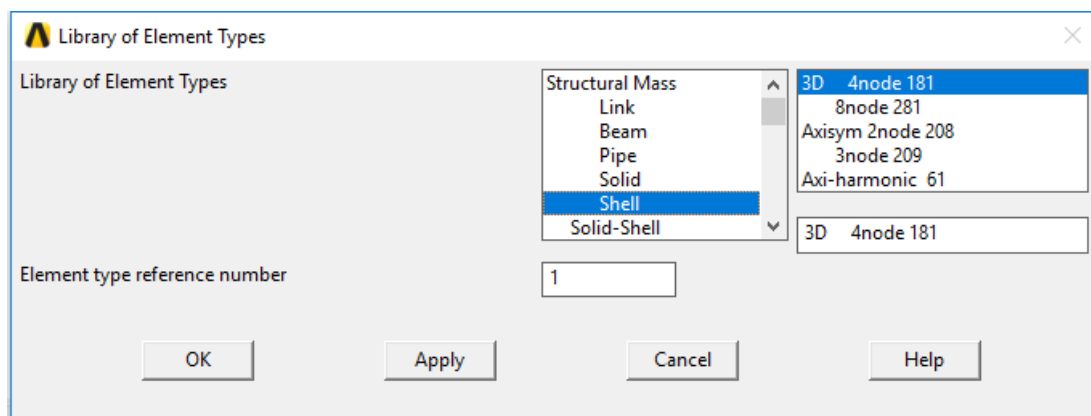 Library of Element Types
Library of Element Types
Structural Mass
Link
Beam
Pipe
Solid
Shell
Solid-Shell
3D 4node 181
8node 281
Axisym 2node 208
3node 209
Axi-harmonic 61
3D 4node 181
Element type reference number
1
OK
Apply
Cancel
Help